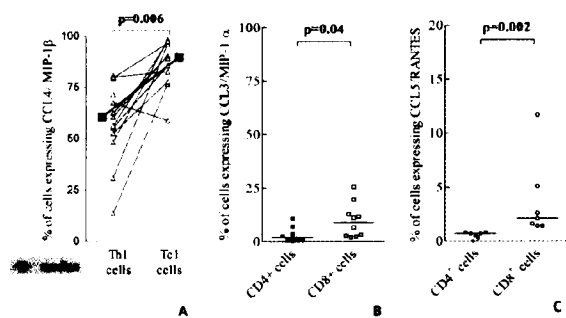 p=0.006
% of cells expressing CCL4/ MIP-1β
100
75
50
25
0
Th1
cells
Tc1
cells
A
p=0.04
% of cells expressing CCL3/MIP-1 α
100
75
50
25
0
CD4+ cells
CD8+ cells
B
p=0.002
% of cells expressing CCL5/RANTES
20
15
10
5
0
CD4+ cells
CD8+ cells
C